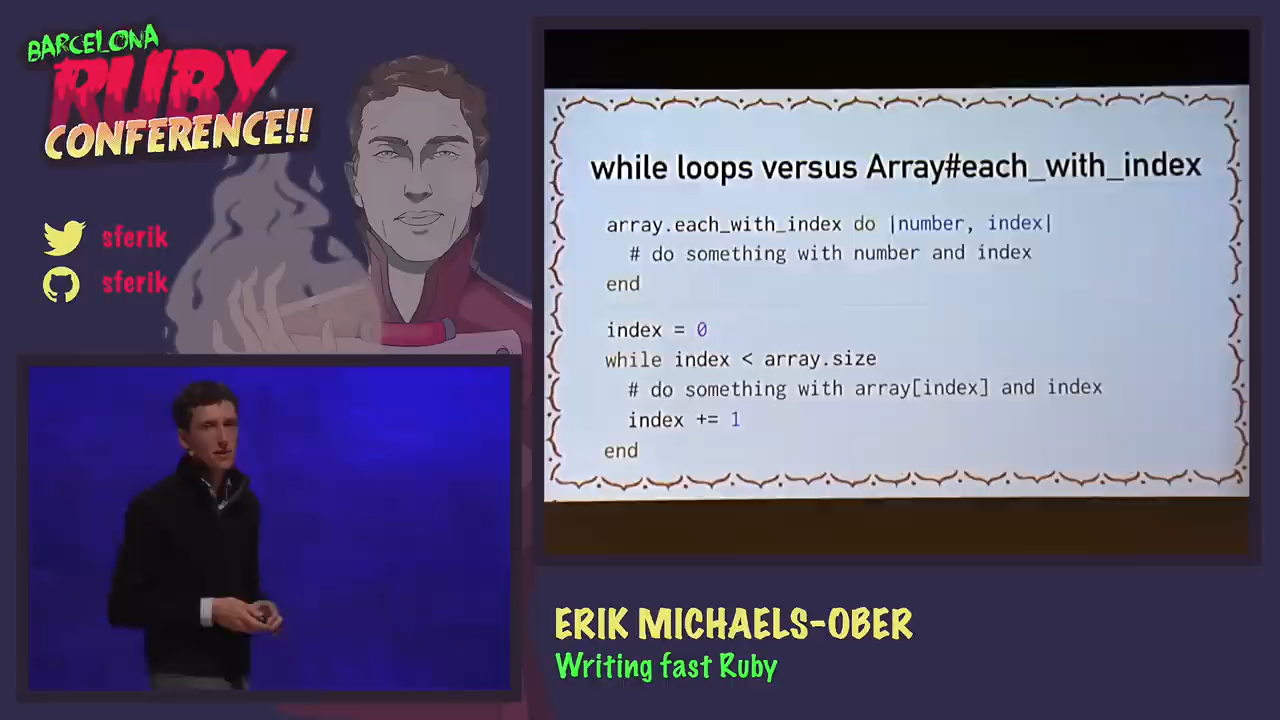 BARCELONA
RUBY
CONFERENCE!!
sferik
sferik
while loops versus Array#each_with_index
array.each_with_index do |number, index|
# do something with number and index
end
index = 0
while index < array.size
# do something with array[index] and index
index += 1
end
ERIK MICHAELS-OBER
Writing fast Ruby